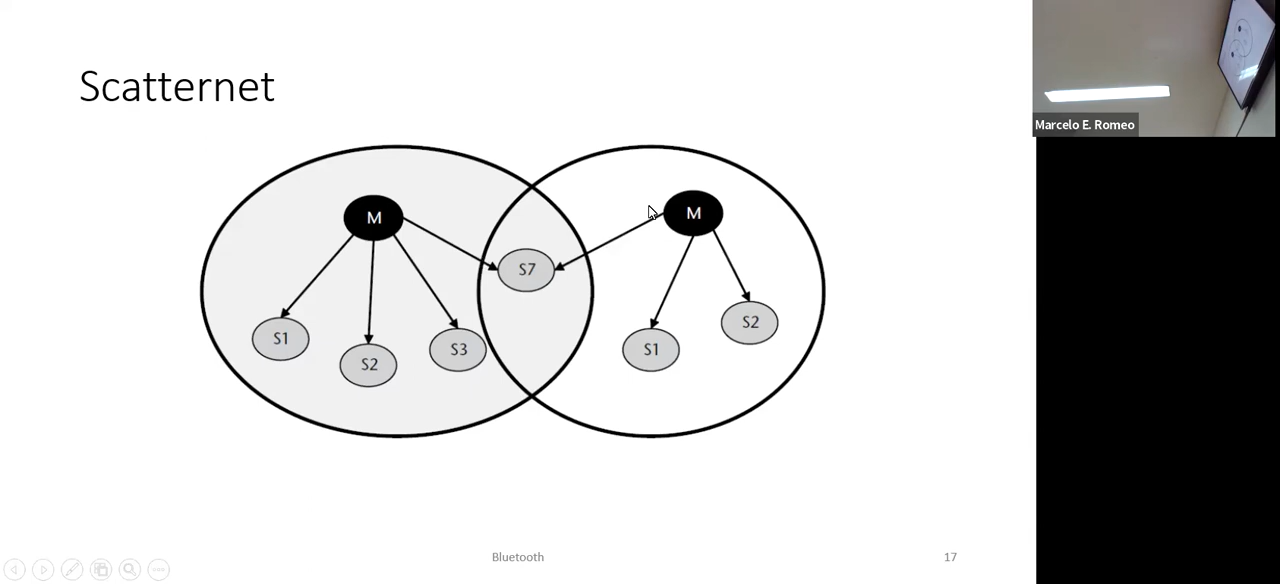 Scatternet
Marcelo E. Romeo
M
M
S7
S1
S2
S3
S1
S2
Bluetooth
17